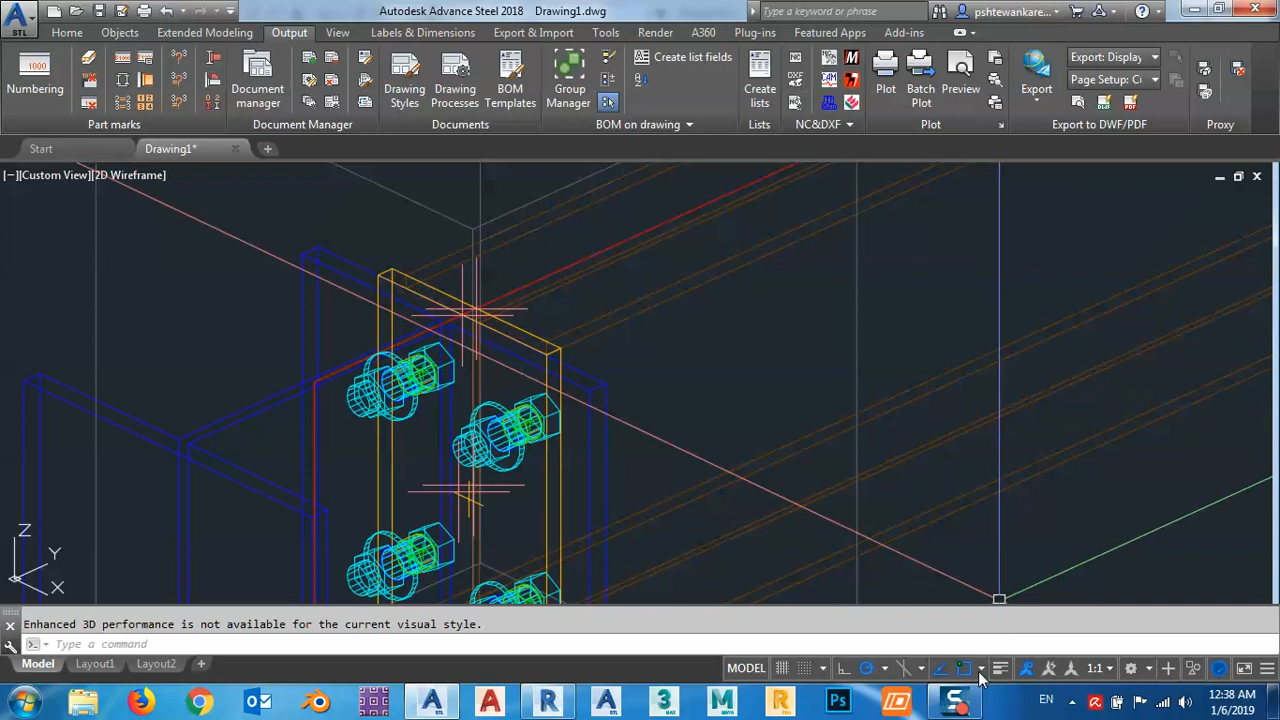 STL
Autodesk Advance Steel 2018 Drawing1.dwg
Type a keyword or phrase
pshtewankare...
Home Objects Extended Modeling Output View Labels & Dimensions Export & Import Tools Render A360 Plug-ins Featured Apps Add-ins
1000
Numbering
Part marks
Document manager
Document Manager
Drawing Styles
Drawing Processes
BOM Templates
Documents
Group Manager
Create list fields
BOM on drawing
Create lists
Lists
NC
DXF
NC&DXF
Plot
Batch Plot
Preview
Plot
Export
Export: Display
Page Setup: Ci
Export to DWF/PDF
Proxy
Start Drawing1*
[−][Custom View][2D Wireframe]
Z
Y
X
Enhanced 3D performance is not available for the current visual style.
Type a command
Model Layout1 Layout2
MODEL 1:1
EN
12:38 AM
1/6/2019